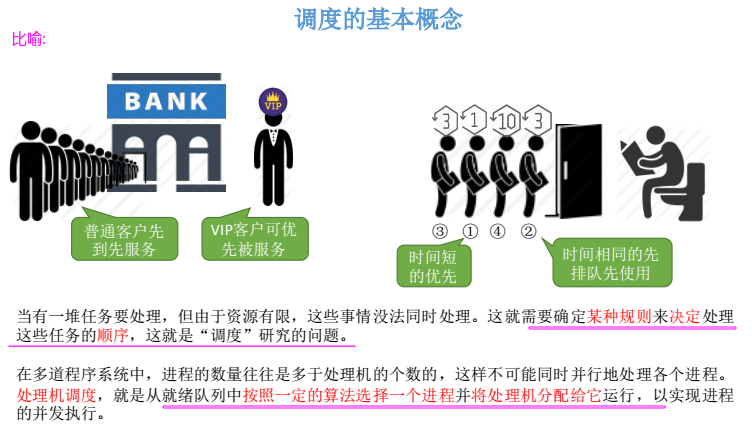 调度的基本概念
比喻:
BANK
VIP
3 1 10 3
③ ① ④ ②
普通客户先
到先服务
VIP客户可优
先被服务
时间短
的优先
时间相同的先
排队先使用
当有一堆任务要处理，但由于资源有限，这些事情没法同时处理。这就需要确定某种规则来决定处理
这些任务的顺序，这就是“调度”研究的问题。
在多道程序系统中，进程的数量往往是多于处理机的个数的，这样不可能同时并行地处理各个进程。
处理机调度，就是从就绪队列中按照一定的算法选择一个进程并将处理机分配给它运行，以实现进程
的并发执行。